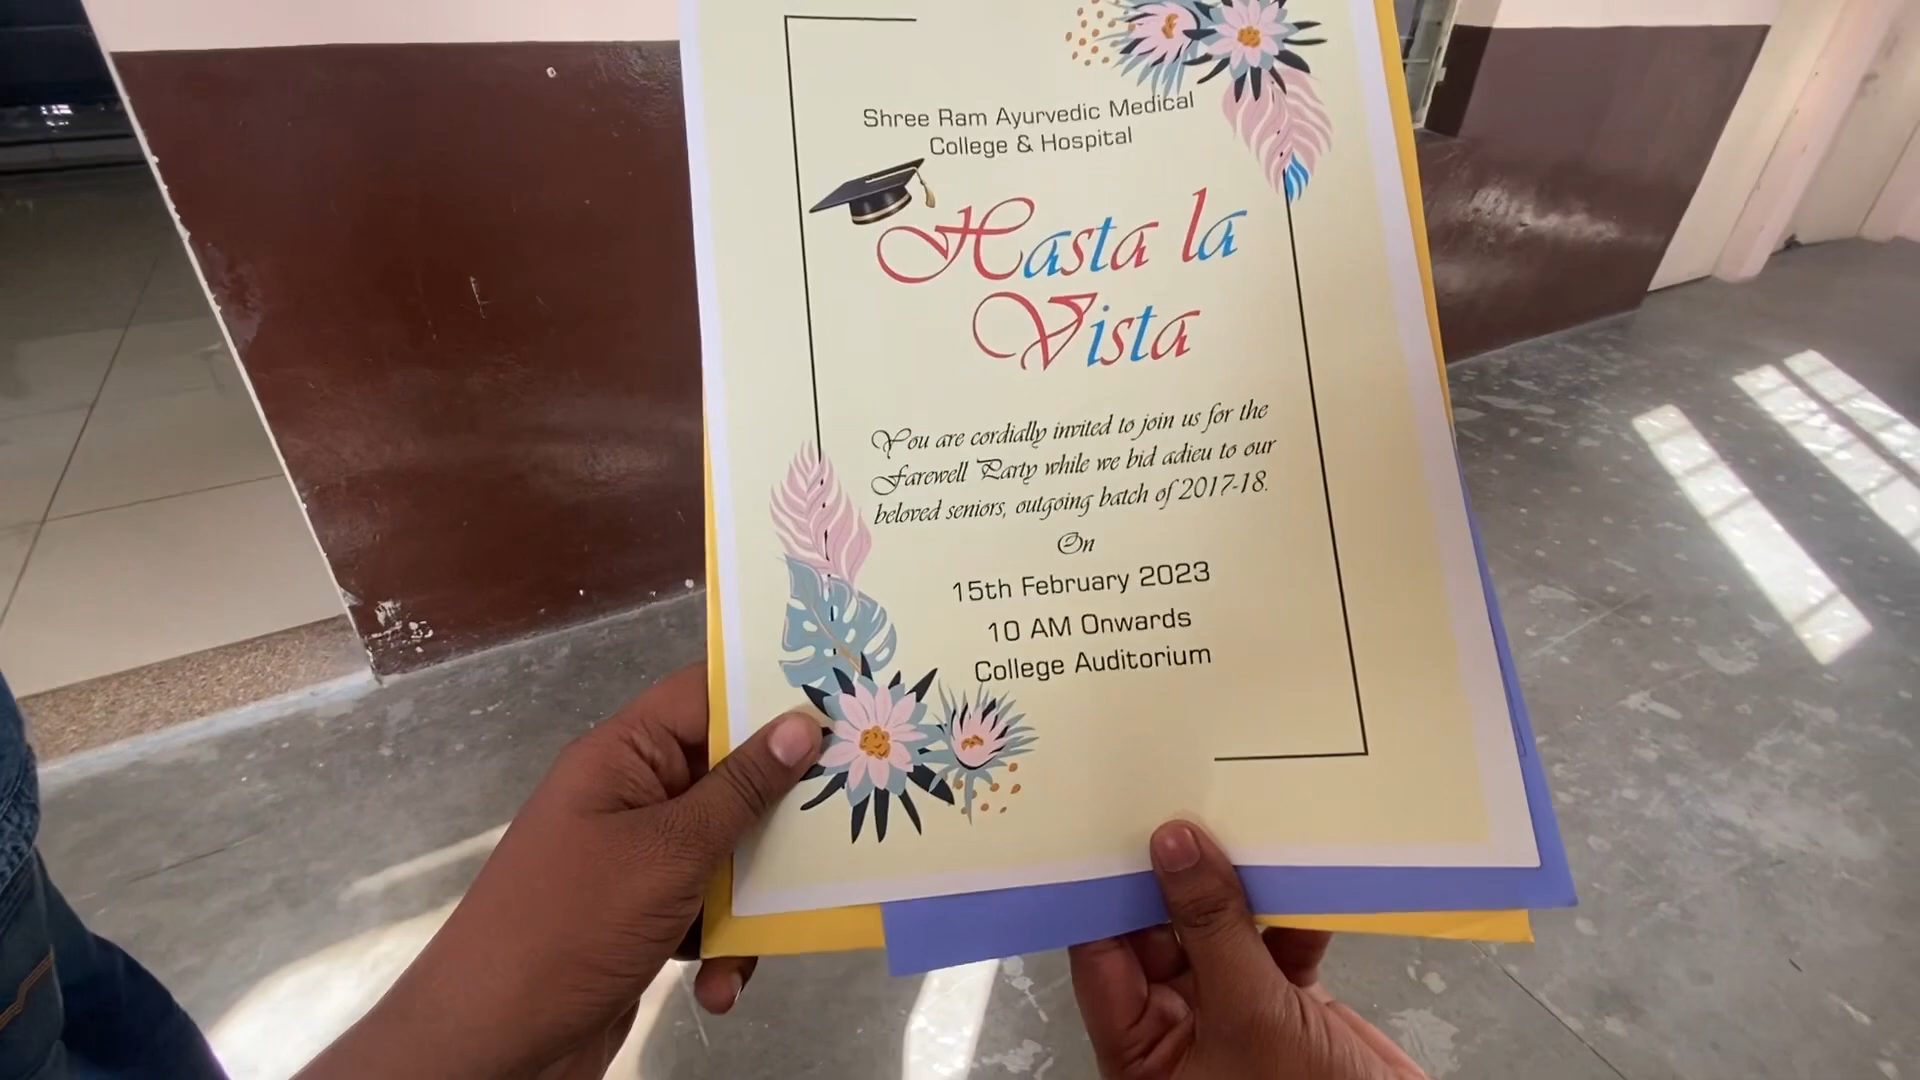 Shree Ram Ayurvedic Medical
College & Hospital
Hasta la
Vista
You are cordially invited to join us for the
Farewell Party while we bid adieu to our
beloved seniors, outgoing batch of 2017-18.
On
15th February 2023
10 AM Onwards
College Auditorium